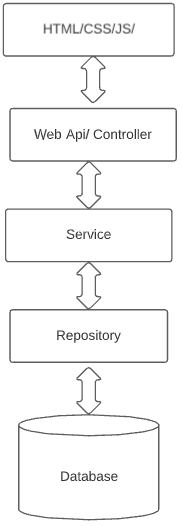 HTML/CSS/JS/
Web Api/ Controller
Service
Repository
Database